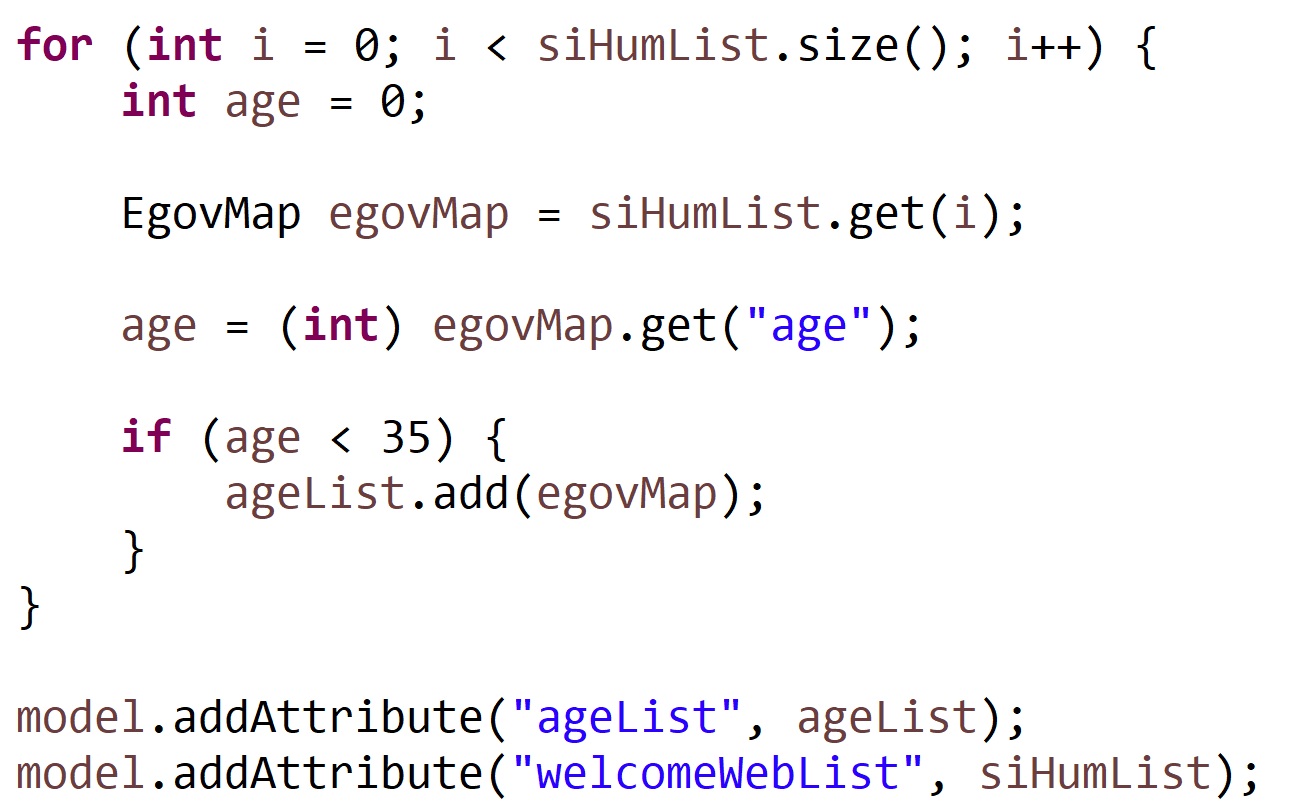 for (int i = 0; i < siHumList.size(); i++) {
    int age = 0;

    EgovMap egovMap = siHumList.get(i);

    age = (int) egovMap.get("age");

    if (age < 35) {
        ageList.add(egovMap);
    }
}

model.addAttribute("ageList", ageList);
model.addAttribute("welcomeWebList", siHumList);